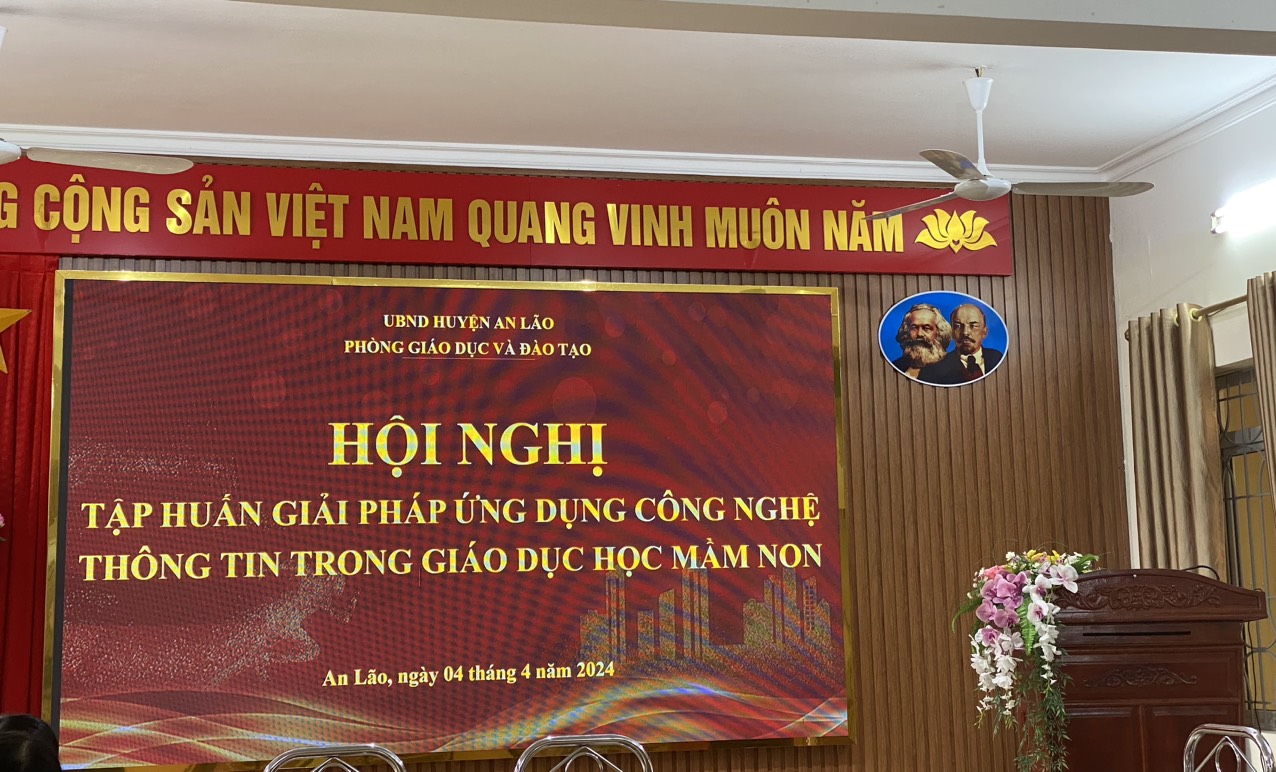 CỘNG SẢN VIỆT NAM QUANG VINH MUÔN NĂM
UBND HUYỆN AN LÃO
PHÒNG GIÁO DỤC VÀ ĐÀO TẠO
HỘI NGHỊ
TẬP HUẤN GIẢI PHÁP ỨNG DỤNG CÔNG NGHỆ
THÔNG TIN TRONG GIÁO DỤC HỌC MẦM NON
An Lão, ngày 04 tháng 4 năm 2024